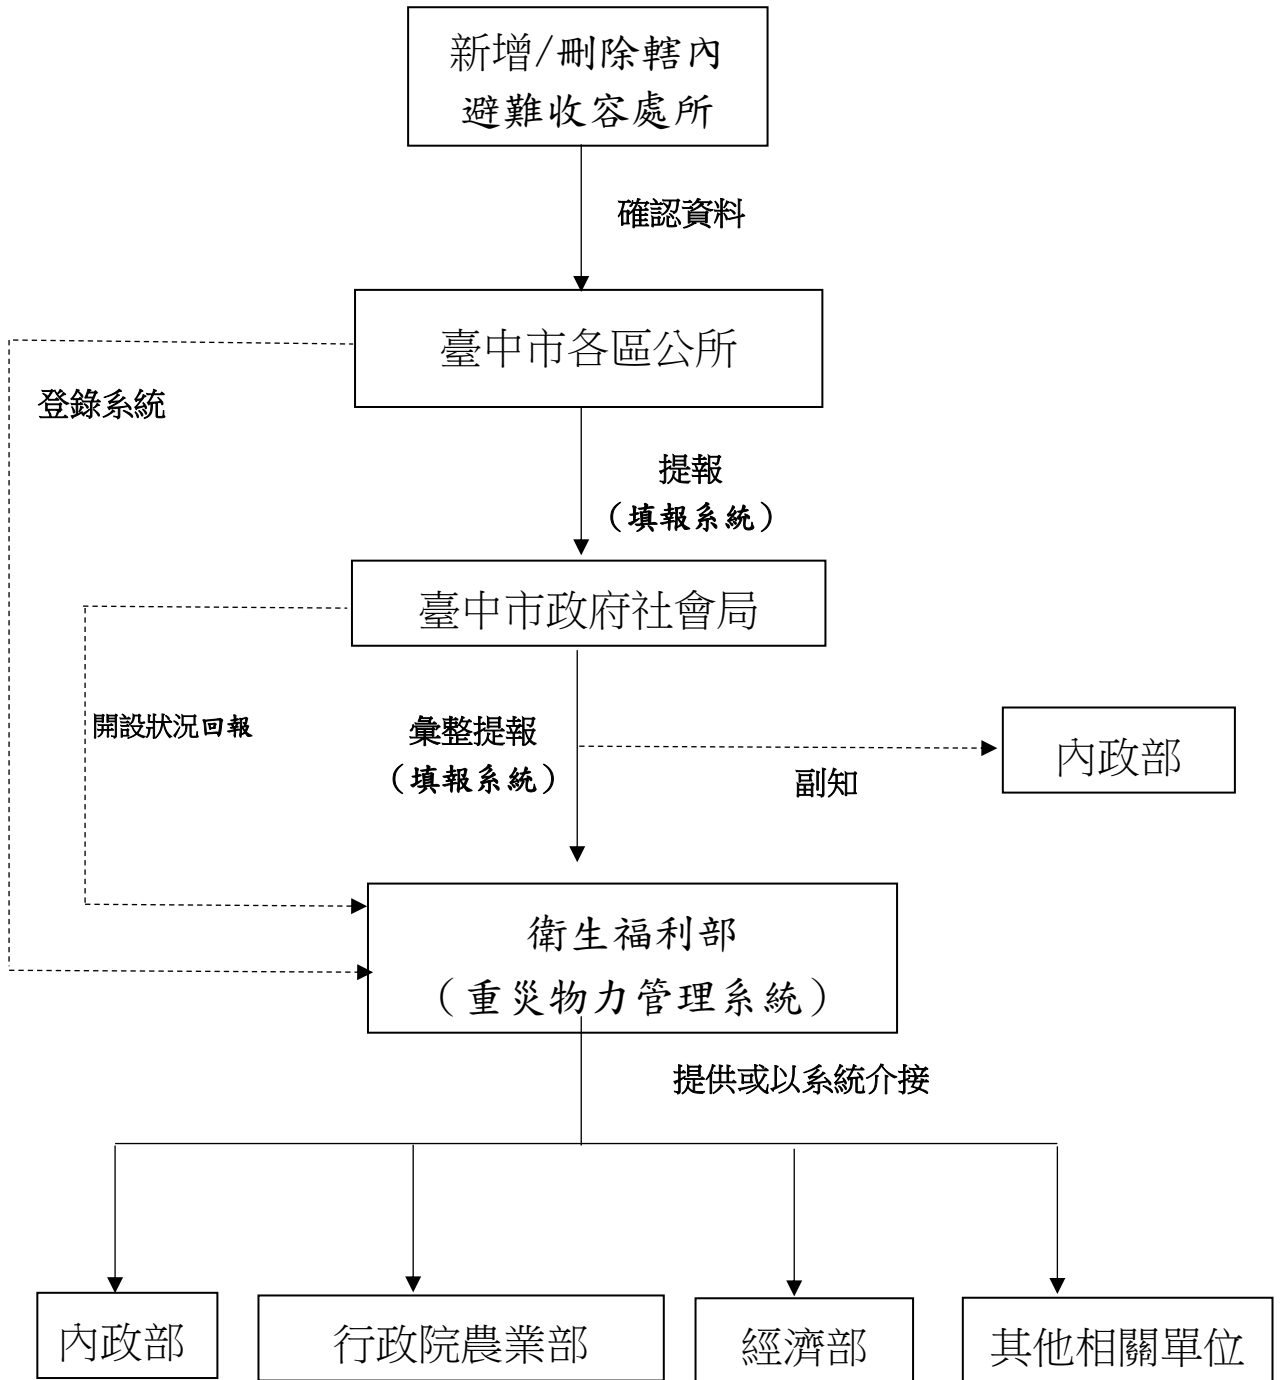 新增/刪除轄內
避難收容處所
確認資料
臺中市各區公所
登錄系統
提報
（填報系統）
臺中市政府社會局
開設狀況回報
彙整提報
（填報系統）
副知
內政部
衛生福利部
（重災物力管理系統）
提供或以系統介接
內政部
行政院農業部
經濟部
其他相關單位